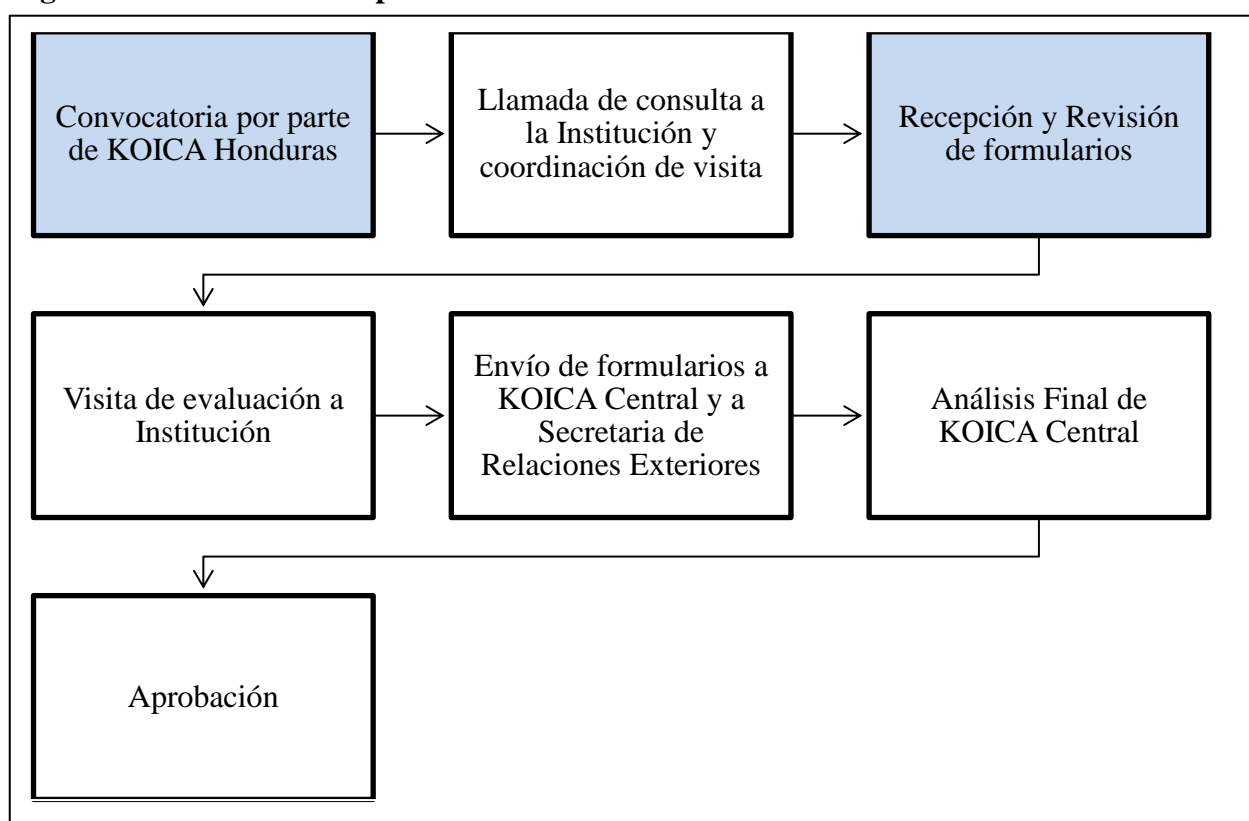 Convocatoria por parte
de KOICA Honduras
Llamada de consulta a
la Institución y
coordinación de visita
Recepción y Revisión
de formularios
Visita de evaluación a
Institución
Envío de formularios a
KOICA Central y a
Secretaria de
Relaciones Exteriores
Análisis Final de
KOICA Central
Aprobación